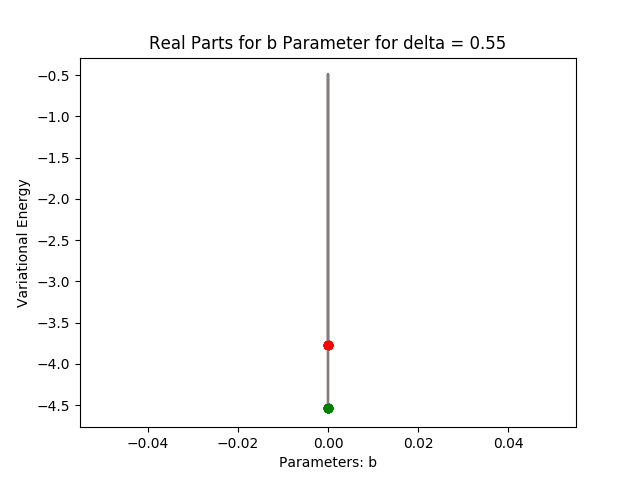 Real Parts for b Parameter for delta = 0.55
Variational Energy
−0.5
−1.0
−1.5
−2.0
−2.5
−3.0
−3.5
−4.0
−4.5
−0.04 −0.02 0.00 0.02 0.04
Parameters: b